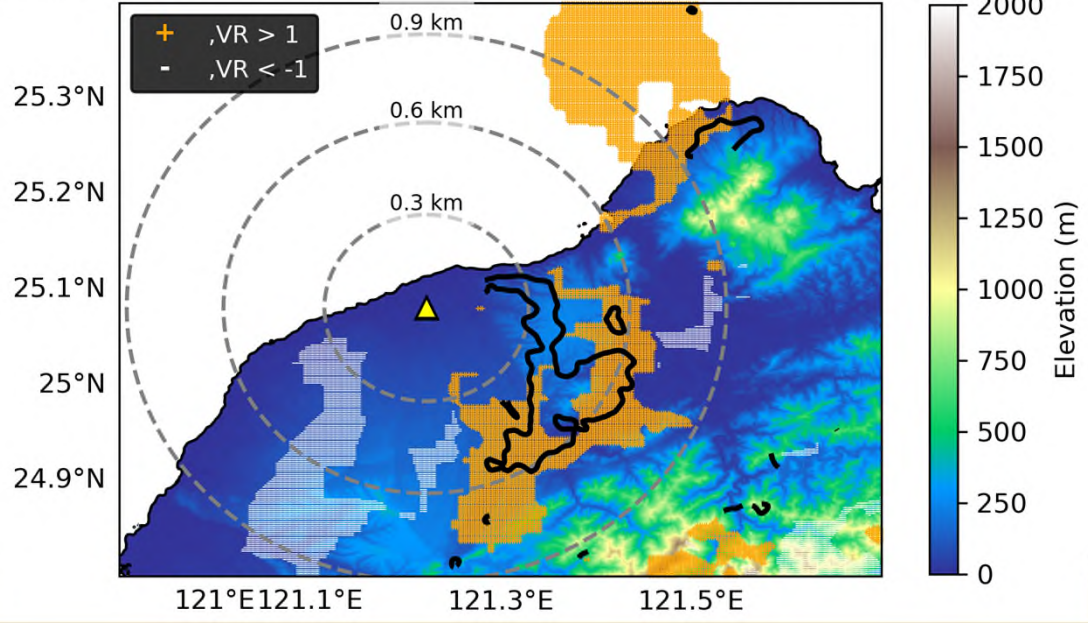 + ,VR > 1
- ,VR < -1
0.9 km
0.6 km
0.3 km
25.3°N
25.2°N
25.1°N
25°N
24.9°N
121°E121.1°E 121.3°E 121.5°E
2000
1750
1500
1250
1000
750
500
250
0
Elevation (m)